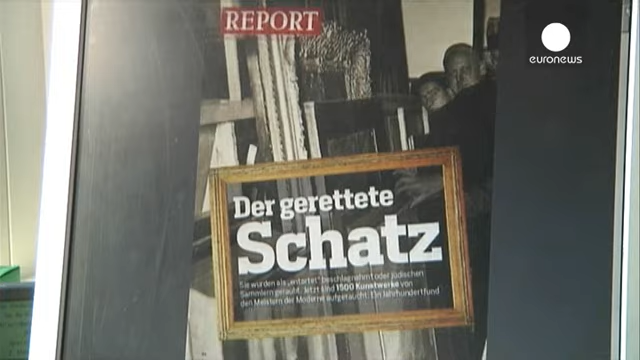 REPORT
euronews
Der gerettete
Schatz
Sie wurden als „entartet" beschlagnahmt oder jüdischen
Sammlern geraubt. Jetzt sind 1500 Kunstwerke von
den Meistern der Moderne aufgetaucht: Ein Jahrhundertfund